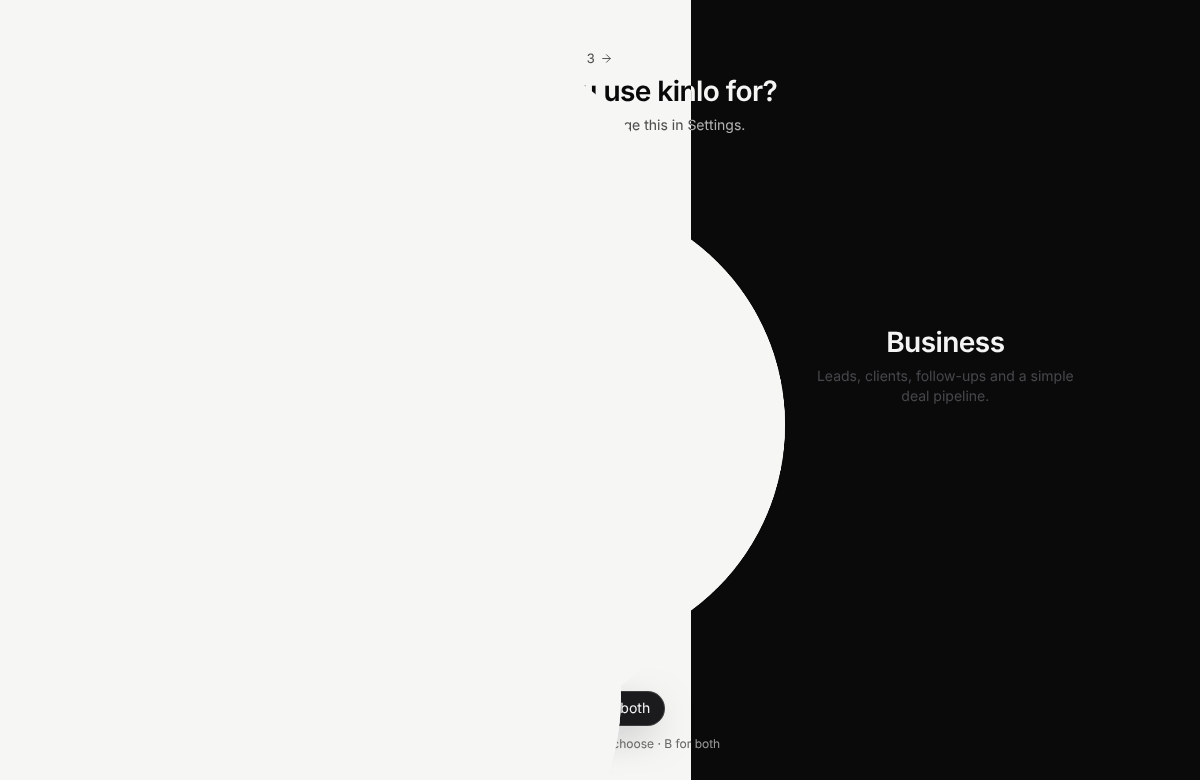 3 →
use kinlo for?
this in Settings.
Business
Leads, clients, follow-ups and a simple
deal pipeline.
both
choose · B for both